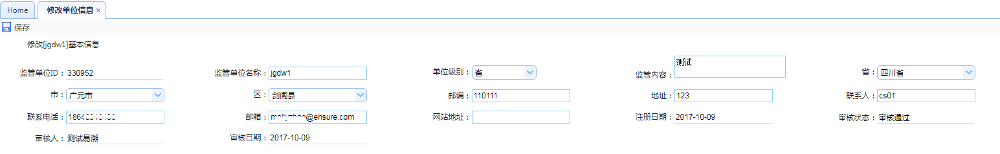 Home 修改单位信息
保存
修改[jgdw1]基本信息
监管单位ID：330952 监管单位名称：jgdw1 单位级别：省 监管内容：测试 省：四川省
市：广元市 区：剑阁县 邮编：110111 地址：123 联系人：cs01
联系电话： 邮箱： 网站地址： 注册日期：2017-10-09 审核状态：审核通过
审核人：测试易溯 审核日期：2017-10-09